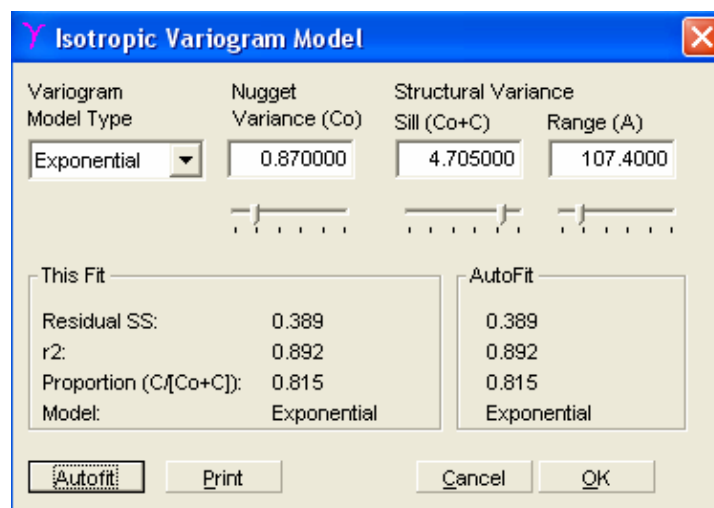 γ Isotropic Variogram Model
Variogram Nugget Structural Variance
Model Type Variance (Co) Sill (Co+C) Range (A)
Exponential 0.870000 4.705000 107.4000
This Fit AutoFit
Residual SS: 0.389 0.389
r2: 0.892 0.892
Proportion (C/[Co+C]): 0.815 0.815
Model: Exponential Exponential
Autofit Print Cancel OK